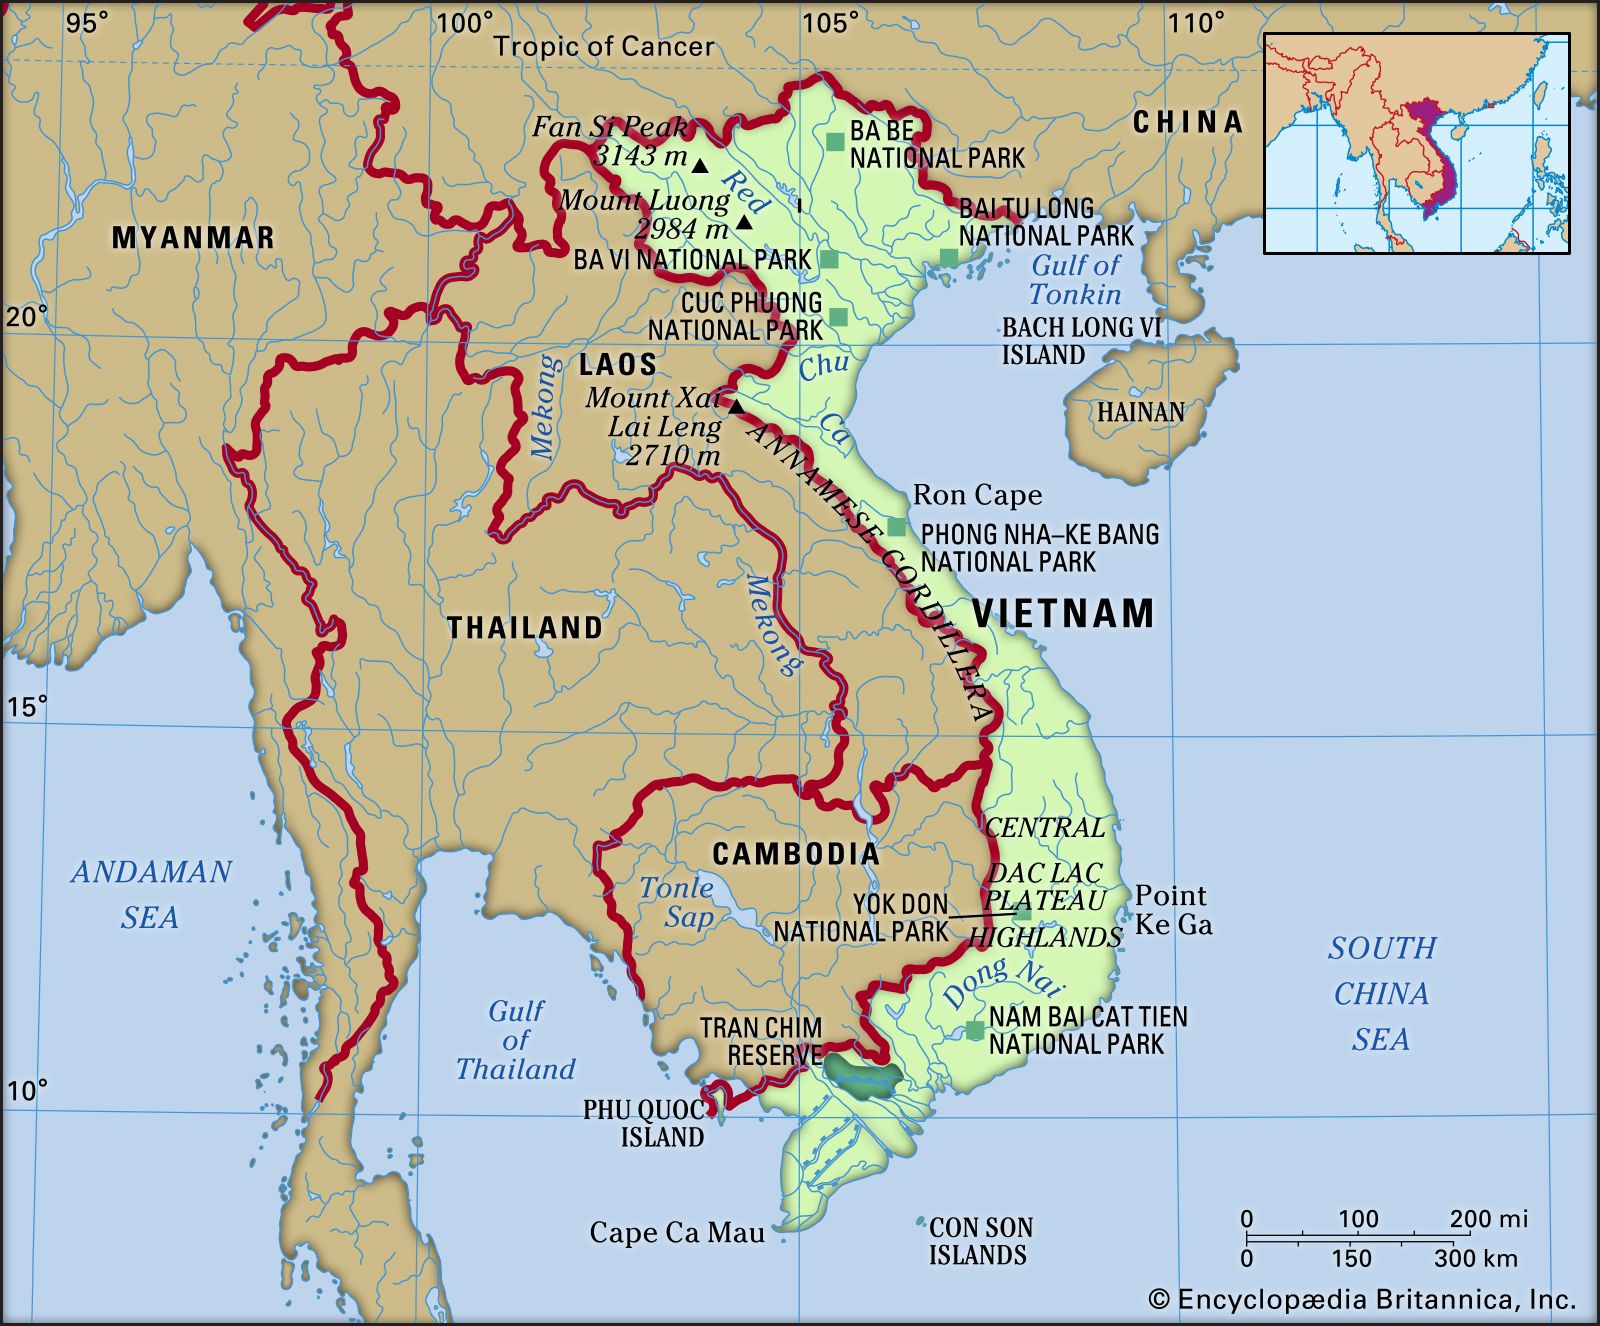 95°
100°
105°
110°
Tropic of Cancer
CHINA
Fan Si Peak
3143 m
BA BE
NATIONAL PARK
Red
Mount Luong
2984 m
BAI TU LONG
NATIONAL PARK
MYANMAR
BA VI NATIONAL PARK
Gulf of
Tonkin
CUC PHUONG
NATIONAL PARK
20°
BACH LONG VI
ISLAND
LAOS
Chu
Mekong
Mount Xai
Lai Leng
2710 m
Ca
HAINAN
ANNAMESE CORDILLERA
Ron Cape
PHONG NHA–KE BANG
NATIONAL PARK
Mekong
VIETNAM
THAILAND
15°
CENTRAL
CAMBODIA
ANDAMAN
SEA
Tonle
Sap
DAC LAC
PLATEAU
YOK DON
NATIONAL PARK
Point
Ke Ga
HIGHLANDS
SOUTH
CHINA
SEA
Dong Nai
Gulf
of
Thailand
NAM BAI CAT TIEN
NATIONAL PARK
TRAN CHIM
RESERVE
10°
PHU QUOC
ISLAND
Cape Ca Mau
CON SON
ISLANDS
0 100 200 mi
0 150 300 km
© Encyclopædia Britannica, Inc.